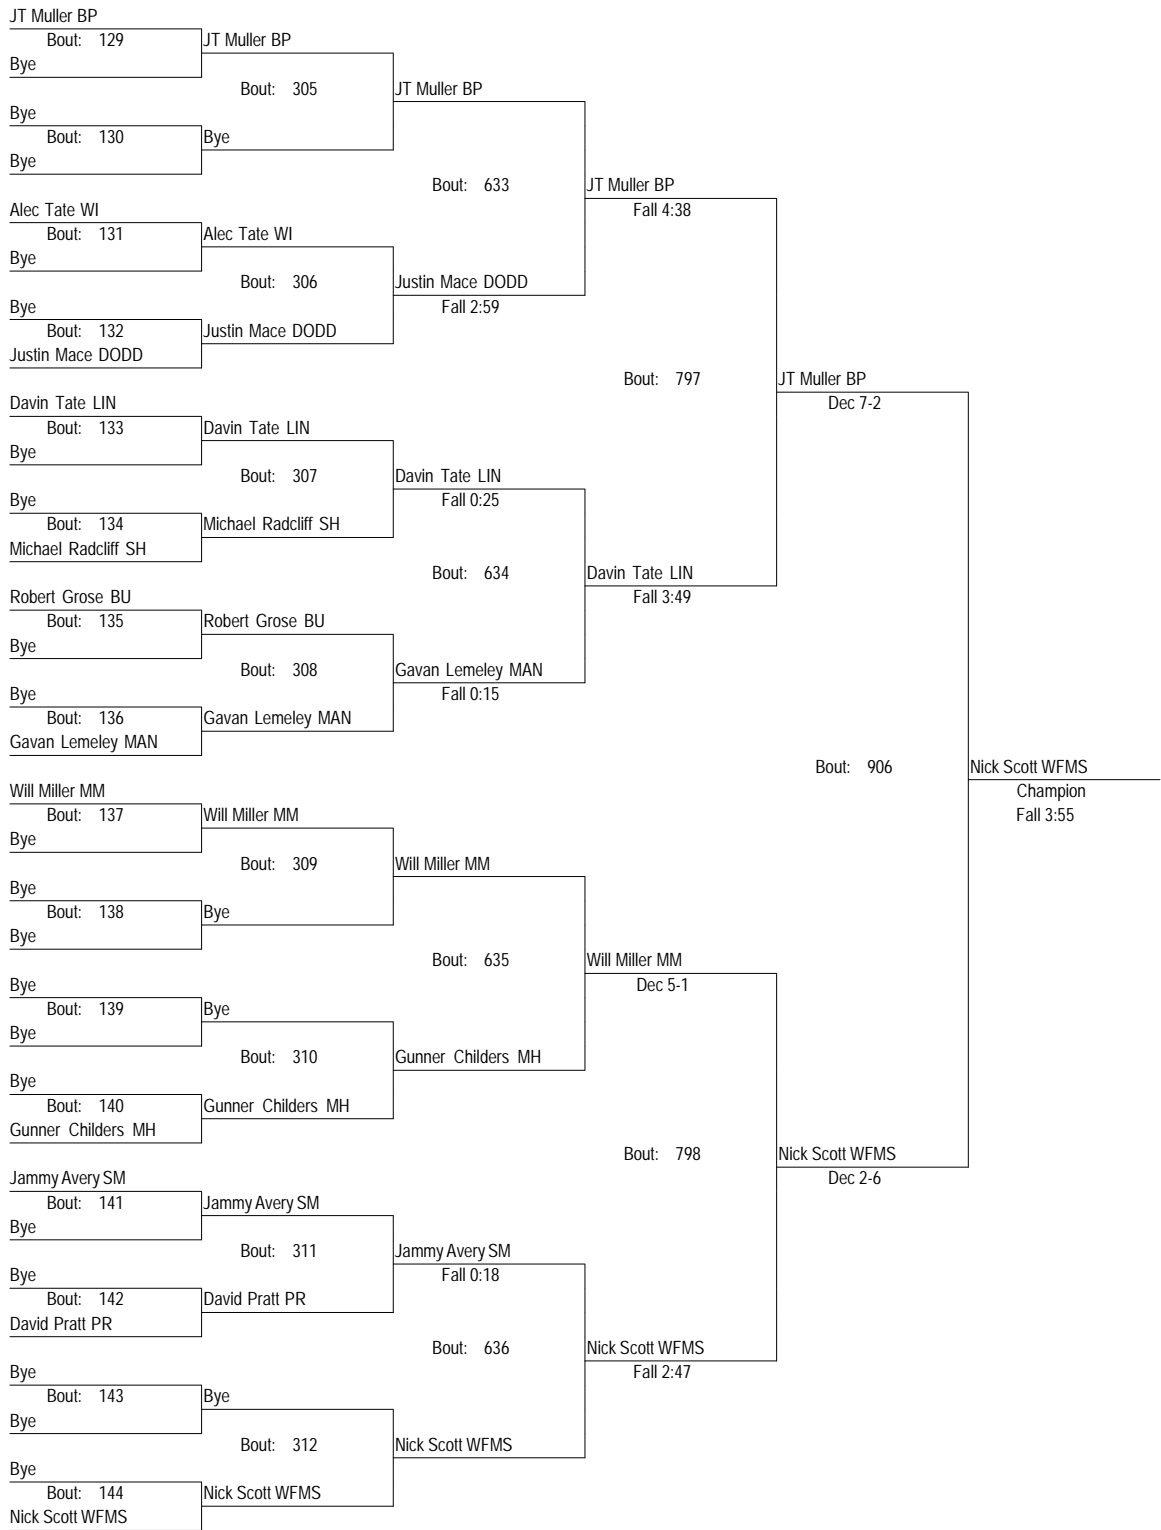 JT Muller BP
Bout: 129
JT Muller BP
Bye
Bout: 305
JT Muller BP
Bye
Bout: 130
Bye
Bye
Bout: 633
JT Muller BP
Fall 4:38
Alec Tate WI
Bout: 131
Alec Tate WI
Bye
Bout: 306
Justin Mace DODD
Fall 2:59
Bye
Bout: 132
Justin Mace DODD
Justin Mace DODD
Bout: 797
JT Muller BP
Dec 7-2
Davin Tate LIN
Bout: 133
Davin Tate LIN
Bye
Bout: 307
Davin Tate LIN
Fall 0:25
Bye
Bout: 134
Michael Radcliff SH
Michael Radcliff SH
Bout: 634
Davin Tate LIN
Fall 3:49
Robert Grose BU
Bout: 135
Robert Grose BU
Bye
Bout: 308
Gavan Lemeley MAN
Fall 0:15
Bye
Bout: 136
Gavan Lemeley MAN
Gavan Lemeley MAN
Bout: 906
Nick Scott WFMS
Champion
Fall 3:55
Will Miller MM
Bout: 137
Will Miller MM
Bye
Bout: 309
Will Miller MM
Bye
Bout: 138
Bye
Bye
Bout: 635
Will Miller MM
Dec 5-1
Bye
Bout: 139
Bye
Bye
Bout: 310
Gunner Childers MH
Bye
Bout: 140
Gunner Childers MH
Gunner Childers MH
Bout: 798
Nick Scott WFMS
Dec 2-6
Jammy Avery SM
Bout: 141
Jammy Avery SM
Bye
Bout: 311
Jammy Avery SM
Fall 0:18
Bye
Bout: 142
David Pratt PR
David Pratt PR
Bout: 636
Nick Scott WFMS
Fall 2:47
Bye
Bout: 143
Bye
Bye
Bout: 312
Nick Scott WFMS
Bye
Bout: 144
Nick Scott WFMS
Nick Scott WFMS